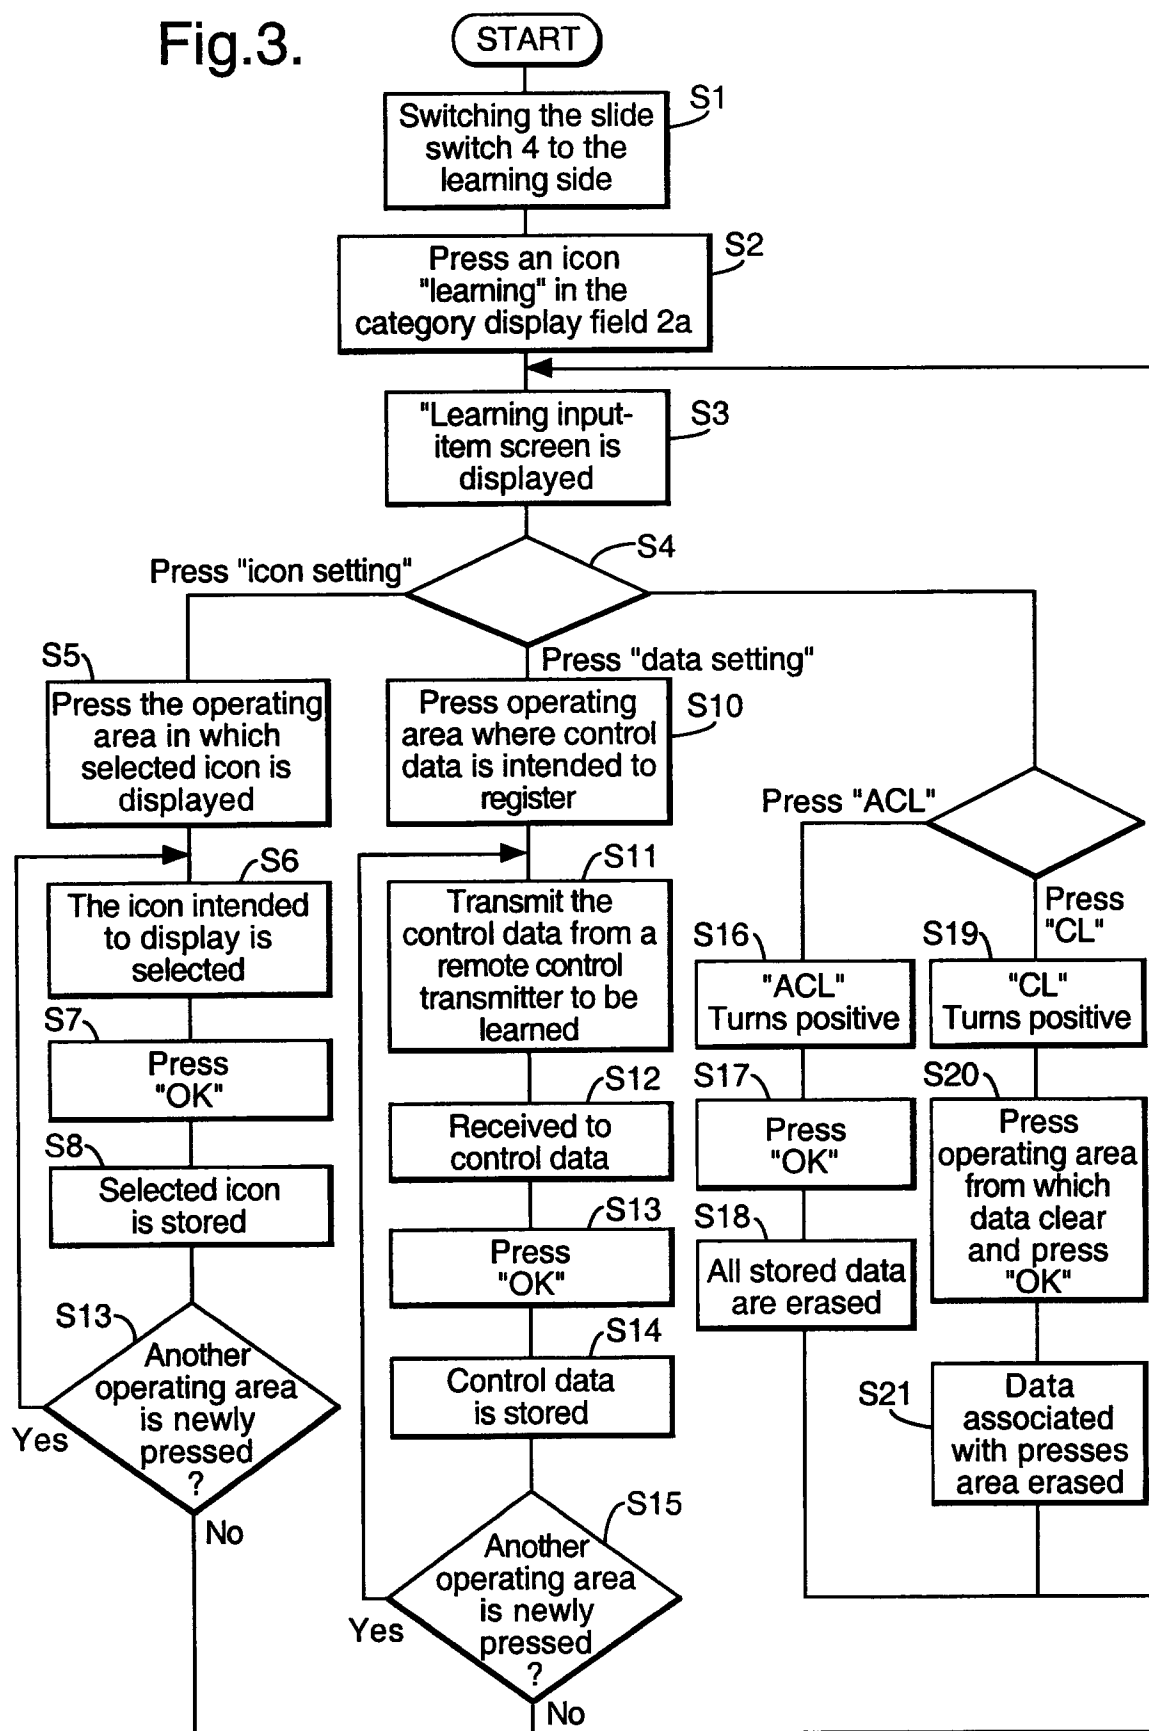 Fig.3.
START
S1
Switching the slide
switch 4 to the
learning side
S2
Press an icon
"learning" in the
category display field 2a
S3
"Learning input-
item screen is
displayed
S4
Press "icon setting"
Press "data setting"
S5
Press the operating
area in which
selected icon is
displayed
S6
The icon intended
to display is
selected
S7
Press
"OK"
S8
Selected icon
is stored
S13
Another
operating area
is newly
pressed
?
Yes
No
S10
Press operating
area where control
data is intended to
register
S11
Transmit the
control data from a
remote control
transmitter to be
learned
S12
Received to
control data
S13
Press
"OK"
S14
Control data
is stored
S15
Another
operating area
is newly
pressed
?
Yes
No
Press "ACL"
Press
"CL"
S16
"ACL"
Turns positive
S17
Press
"OK"
S18
All stored data
are erased
S19
"CL"
Turns positive
S20
Press
operating area
from which
data clear
and press
"OK"
S21
Data
associated
with presses
area erased